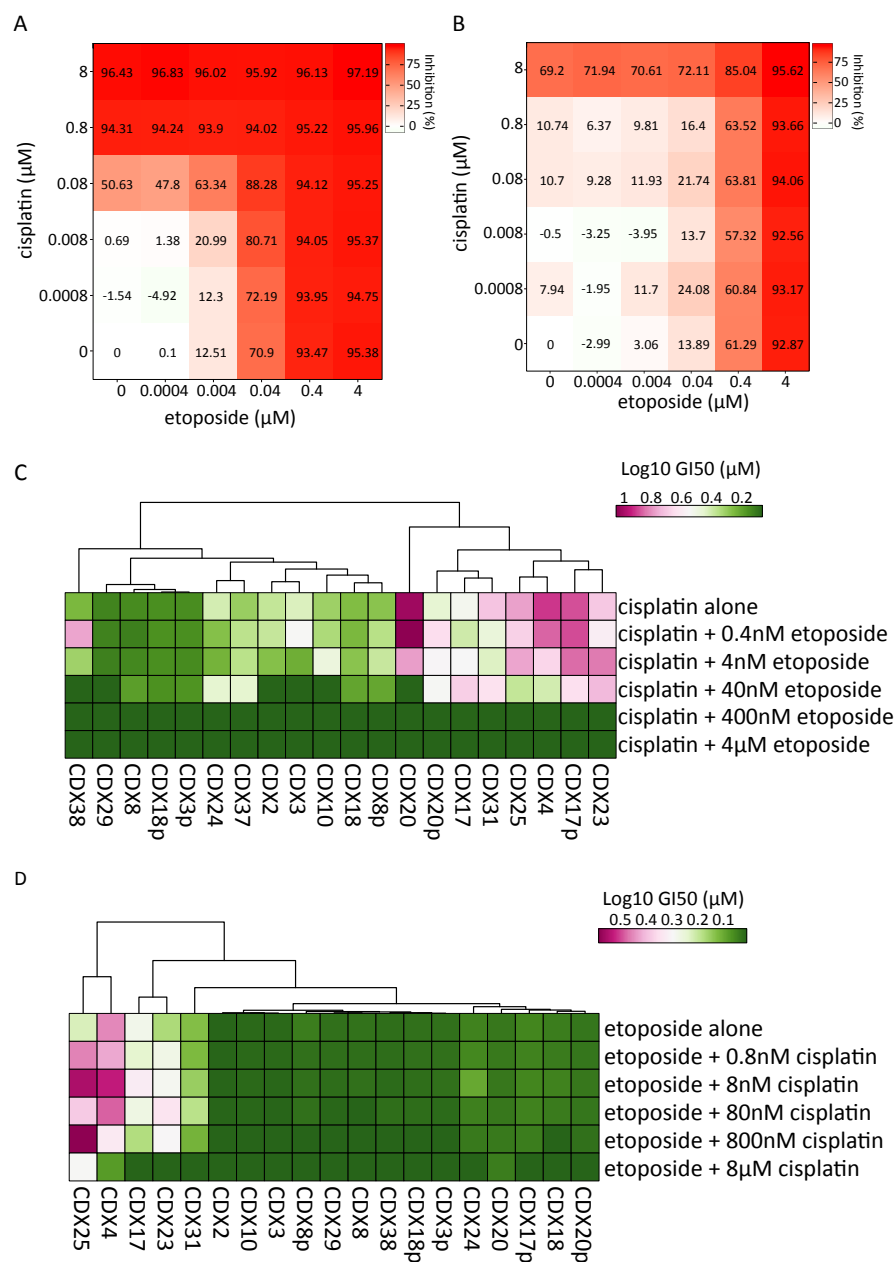 A
8 96.43 96.83 96.02 95.92 96.13 97.19
0.8 94.31 94.24 93.9 94.02 95.22 95.96
0.08 50.63 47.8 63.34 88.28 94.12 95.25
0.008 0.69 1.38 20.99 80.71 94.05 95.37
0.0008 -1.54 -4.92 12.3 72.19 93.95 94.75
0 0 0.1 12.51 70.9 93.47 95.38
0 0.0004 0.004 0.04 0.4 4
etoposide (μM)
cisplatin (μM)
75
50
25
0
Inhibition (%)
B
8 69.2 71.94 70.61 72.11 85.04 95.62
0.8 10.74 6.37 9.81 16.4 63.52 93.66
0.08 10.7 9.28 11.93 21.74 63.81 94.06
0.008 -0.5 -3.25 -3.95 13.7 57.32 92.56
0.0008 7.94 -1.95 11.7 24.08 60.84 93.17
0 0 -2.99 3.06 13.89 61.29 92.87
0 0.0004 0.004 0.04 0.4 4
etoposide (μM)
cisplatin (μM)
75
50
25
0
Inhibition (%)
C
Log10 GI50 (μM)
1 0.8 0.6 0.4 0.2
cisplatin alone
cisplatin + 0.4nM etoposide
cisplatin + 4nM etoposide
cisplatin + 40nM etoposide
cisplatin + 400nM etoposide
cisplatin + 4μM etoposide
CDX38
CDX29
CDX8
CDX18p
CDX3p
CDX24
CDX37
CDX2
CDX3
CDX10
CDX18
CDX8p
CDX20
CDX20p
CDX17
CDX31
CDX25
CDX4
CDX17p
CDX23
D
Log10 GI50 (μM)
0.5 0.4 0.3 0.2 0.1
etoposide alone
etoposide + 0.8nM cisplatin
etoposide + 8nM cisplatin
etoposide + 80nM cisplatin
etoposide + 800nM cisplatin
etoposide + 8μM cisplatin
CDX25
CDX4
CDX17
CDX23
CDX31
CDX2
CDX10
CDX3
CDX8p
CDX29
CDX8
CDX38
CDX18p
CDX3p
CDX24
CDX20
CDX17p
CDX18
CDX20p